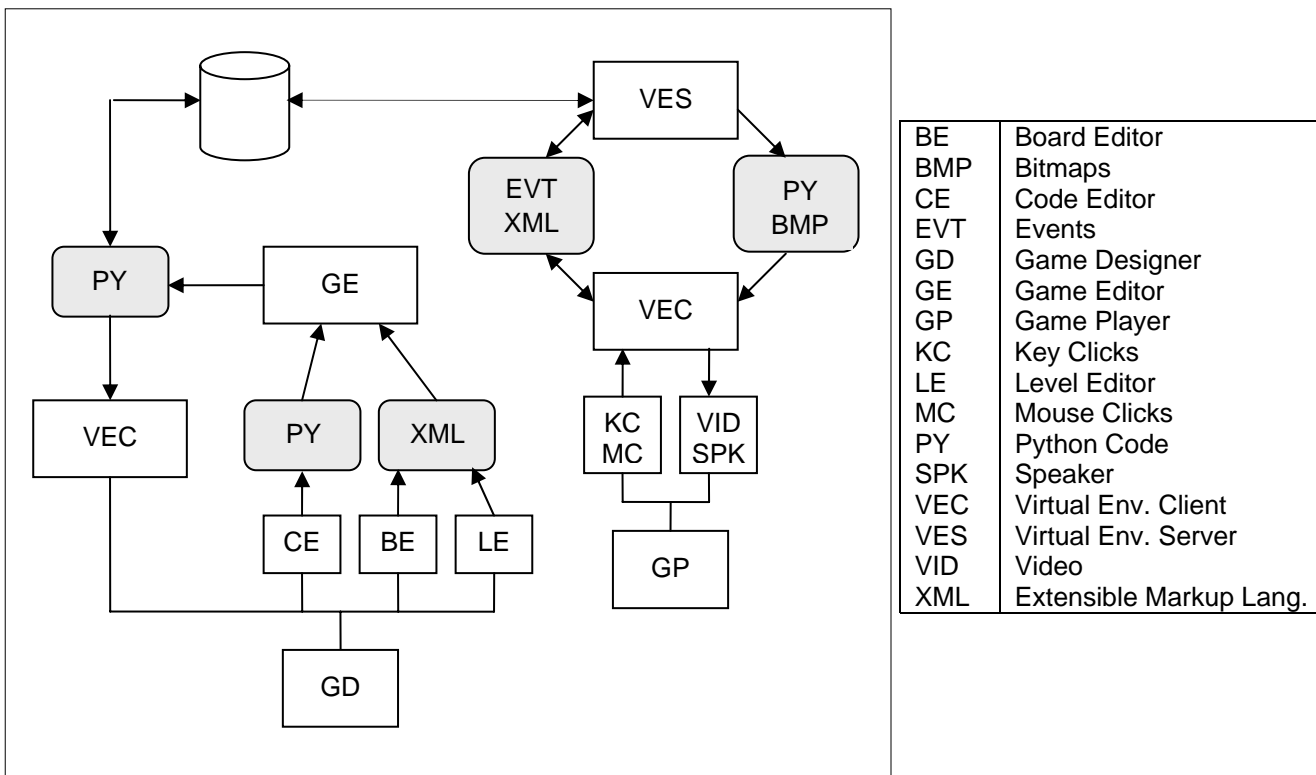 VES
EVT
XML
PY
BMP
PY
GE
VEC
VEC
PY
XML
KC
MC
VID
SPK
CE
BE
LE
GP
GD
BE Board Editor
BMP Bitmaps
CE Code Editor
EVT Events
GD Game Designer
GE Game Editor
GP Game Player
KC Key Clicks
LE Level Editor
MC Mouse Clicks
PY Python Code
SPK Speaker
VEC Virtual Env. Client
VES Virtual Env. Server
VID Video
XML Extensible Markup Lang.